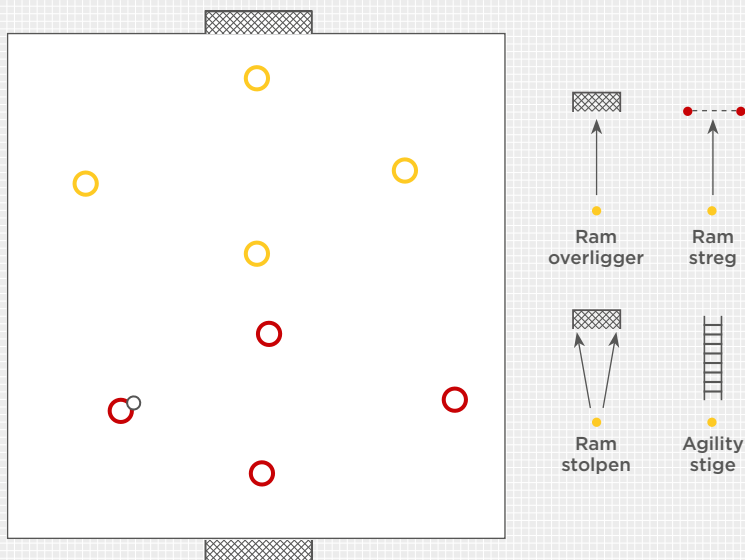 Ram
overligger
Ram
streg
Ram
stolpen
Agility
stige